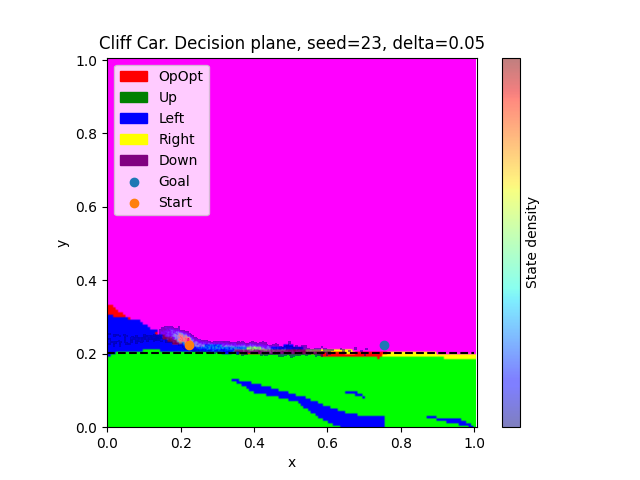 Cliff Car. Decision plane, seed=23, delta=0.05
1.0
0.8
0.6
0.4
0.2
0.0
y
OpOpt
Up
Left
Right
Down
Goal
Start
0.0 0.2 0.4 0.6 0.8 1.0
x
State density